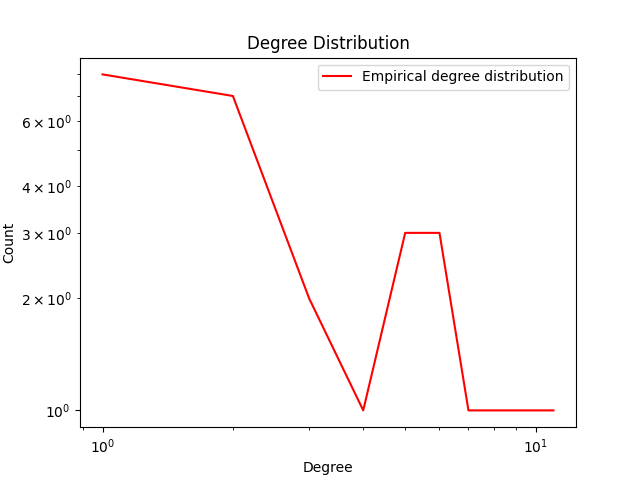 Degree Distribution
Empirical degree distribution
6 × 10⁰
4 × 10⁰
3 × 10⁰
2 × 10⁰
10⁰
Count
10⁰ 10¹
Degree